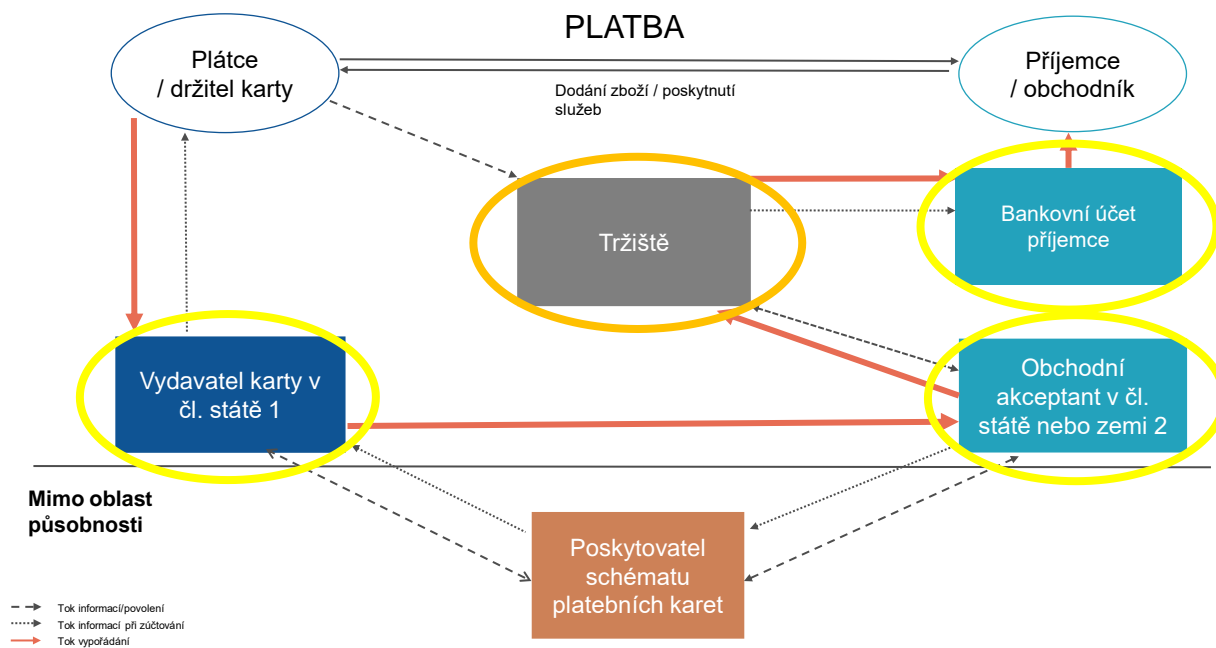 PLATBA
Plátce
/ držitel karty
Příjemce
/ obchodník
Dodání zboží / poskytnutí
služeb
Tržiště
Bankovní účet
příjemce
Vydavatel karty v
čl. státě 1
Obchodní
akceptant v čl.
státě nebo zemi 2
Mimo oblast
působnosti
Poskytovatel
schématu
platebních karet
Tok informací/povolení
Tok informací při zúčtování
Tok vypořádání